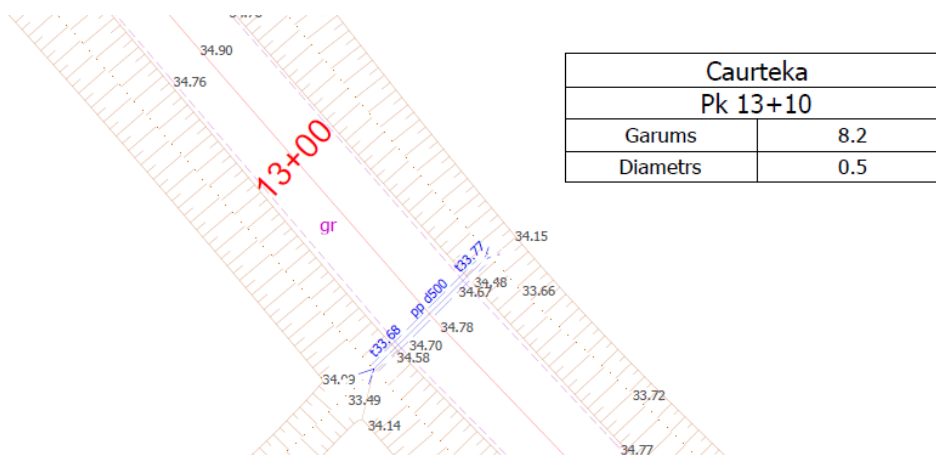 34.90
34.76
13+00
gr
Caurteka
Pk 13+10
Garums 8.2
Diametrs 0.5
34.15
t33.77
34.48
34.67
33.66
pp d500
34.78
t33.68
34.70
34.58
33.49
34.14
33.72
34.77